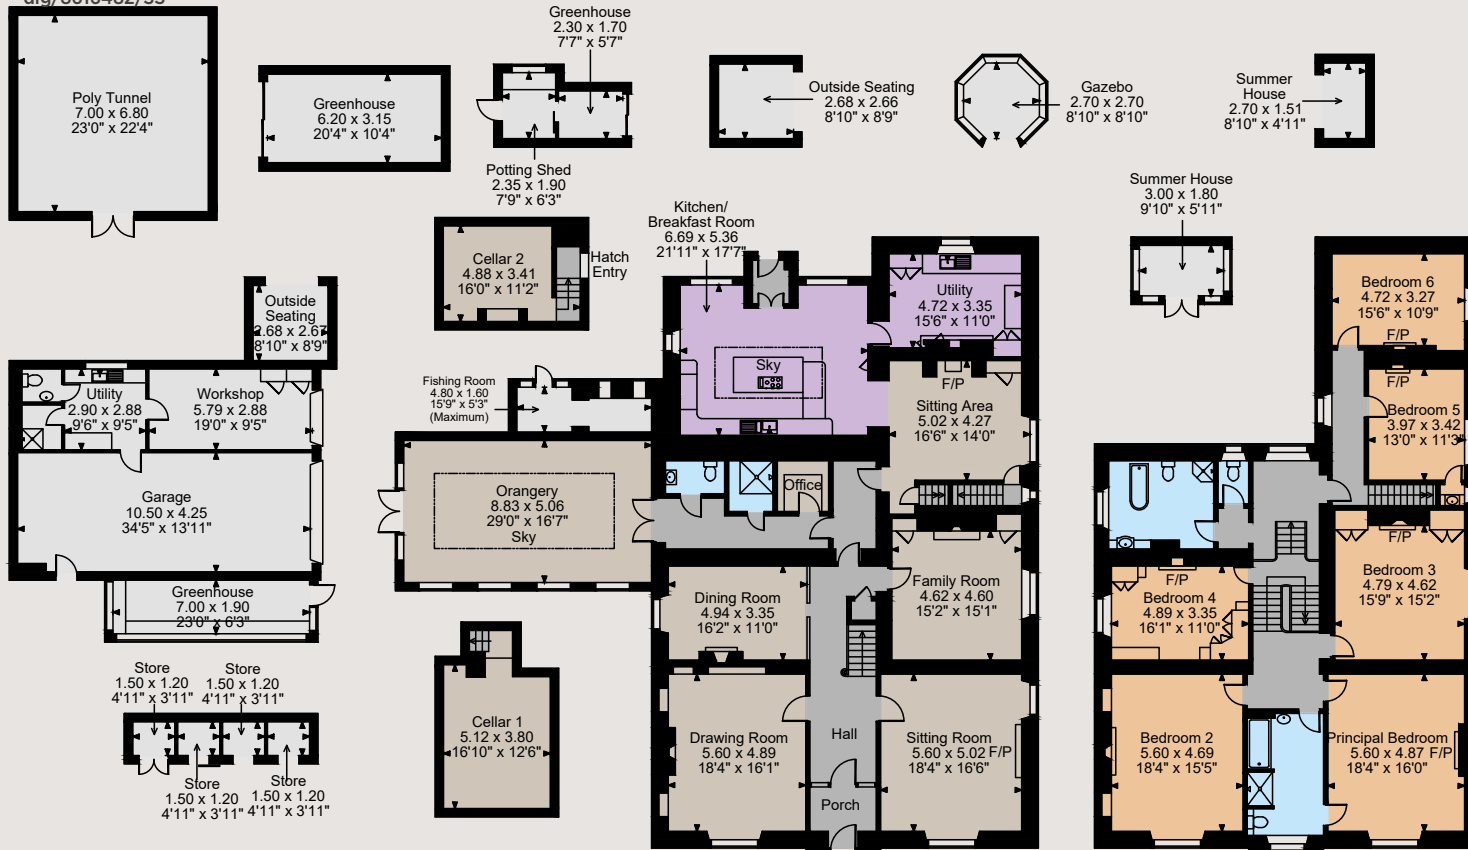 Poly Tunnel
7.00 x 6.80
23'0" x 22'4"
Greenhouse
6.20 x 3.15
20'4" x 10'4"
Greenhouse
2.30 x 1.70
7'7" x 5'7"
Potting Shed
2.35 x 1.90
7'9" x 6'3"
Outside Seating
2.68 x 2.66
8'10" x 8'9"
Gazebo
2.70 x 2.70
8'10" x 8'10"
Summer
House
2.70 x 1.51
8'10" x 4'11"
Summer House
3.00 x 1.80
9'10" x 5'11"
Cellar 2
4.88 x 3.41
16'0" x 11'2"
Hatch
Entry
Kitchen/
Breakfast Room
6.69 x 5.36
21'11" x 17'7"
Sky
Utility
4.72 x 3.35
15'6" x 11'0"
F/P
Sitting Area
5.02 x 4.27
16'6" x 14'0"
Outside
Seating
2.68 x 2.67
8'10" x 8'9"
Utility
2.90 x 2.88
9'6" x 9'5"
Workshop
5.79 x 2.88
19'0" x 9'5"
Garage
10.50 x 4.25
34'5" x 13'11"
Greenhouse
7.00 x 1.90
23'0" x 6'3"
Fishing Room
4.80 x 1.60
15'9" x 5'3"
(Maximum)
Orangery
8.83 x 5.06
29'0" x 16'7"
Sky
Office
Dining Room
4.94 x 3.35
16'2" x 11'0"
Family Room
4.62 x 4.60
15'2" x 15'1"
Drawing Room
5.60 x 4.89
18'4" x 16'1"
Hall
Sitting Room
5.60 x 5.02 F/P
18'4" x 16'6"
Porch
Cellar 1
5.12 x 3.80
16'10" x 12'6"
Store
1.50 x 1.20
4'11" x 3'11"
Store
1.50 x 1.20
4'11" x 3'11"
Store
1.50 x 1.20
4'11" x 3'11"
Store
1.50 x 1.20
4'11" x 3'11"
Bedroom 6
4.72 x 3.27
15'6" x 10'9"
F/P
F/P
Bedroom 5
3.97 x 3.42
13'0" x 11'3"
F/P
Bedroom 3
4.79 x 4.62
15'9" x 15'2"
F/P
Bedroom 4
4.89 x 3.35
16'1" x 11'0"
Bedroom 2
5.60 x 4.69
18'4" x 15'5"
Principal Bedroom
5.60 x 4.87 F/P
18'4" x 16'0"